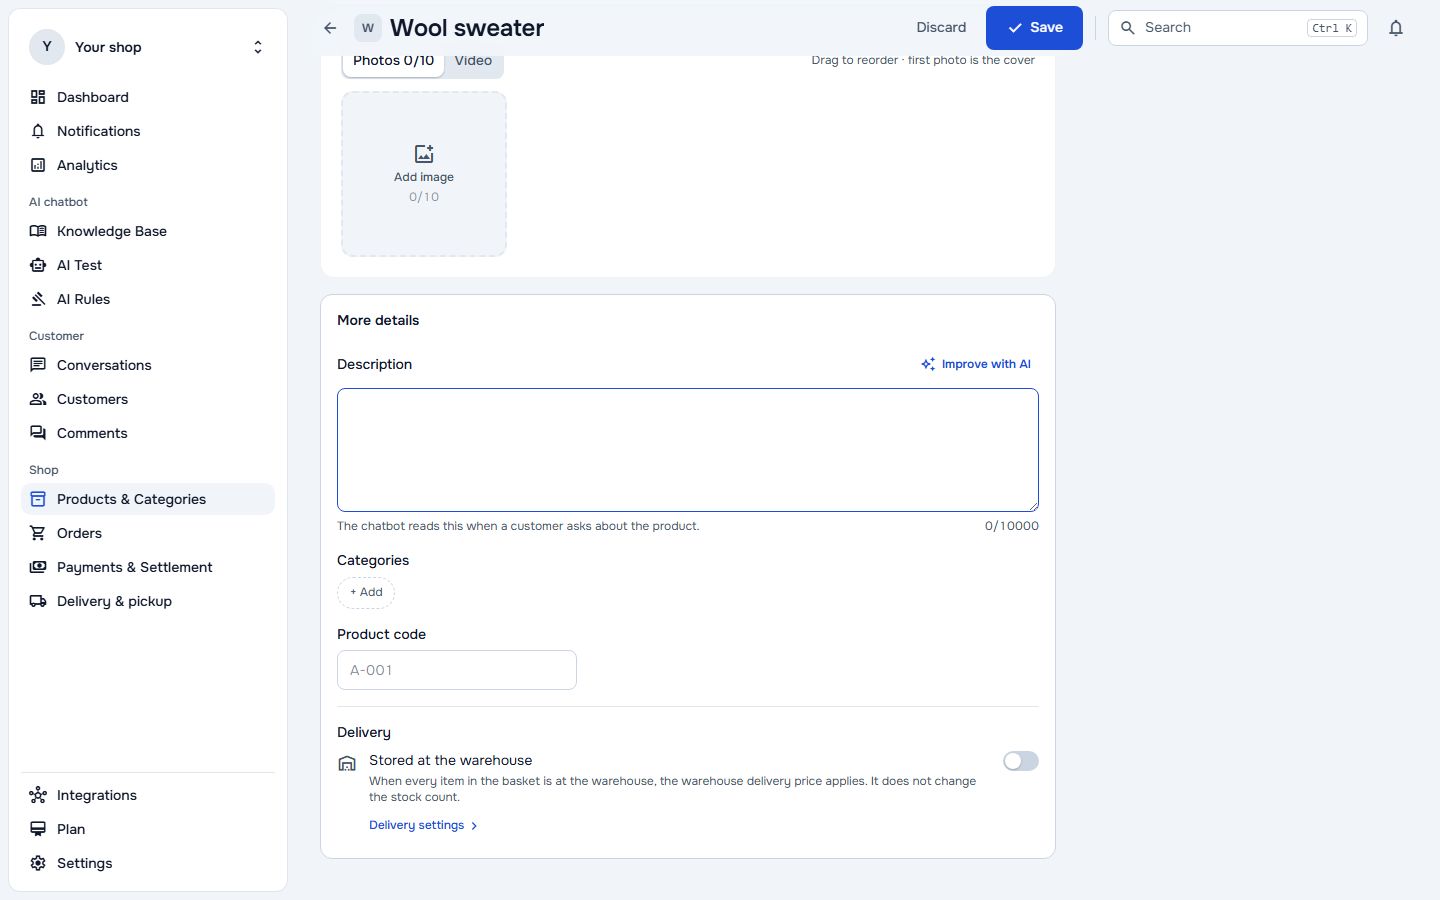 Y
Your shop
Dashboard
Notifications
Analytics
AI chatbot
Knowledge Base
AI Test
AI Rules
Customer
Conversations
Customers
Comments
Shop
Products & Categories
Orders
Payments & Settlement
Delivery & pickup
Integrations
Plan
Settings
W
Wool sweater
Discard
Save
Search
Ctrl K
Photos 0/10
Video
Drag to reorder · first photo is the cover
Add image
0/10
More details
Description
Improve with AI
The chatbot reads this when a customer asks about the product.
0/10000
Categories
+ Add
Product code
A-001
Delivery
Stored at the warehouse
When every item in the basket is at the warehouse, the warehouse delivery price applies. It does not change
the stock count.
Delivery settings